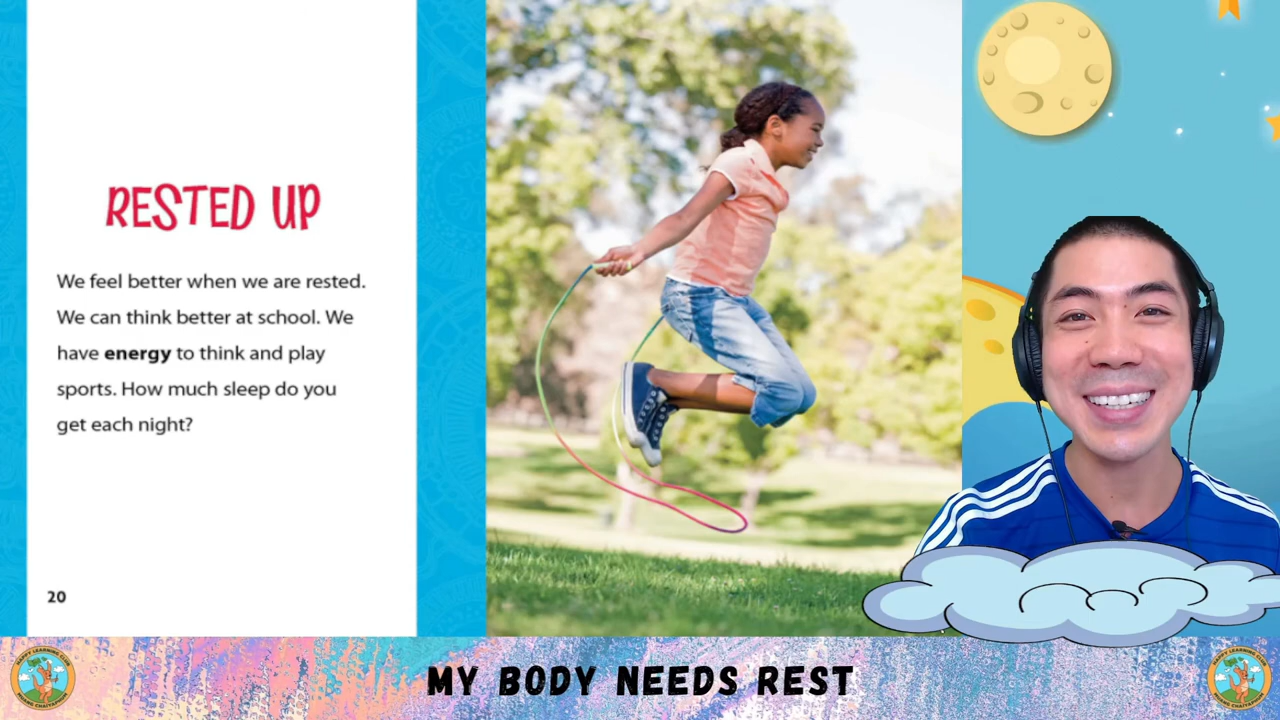 RESTED UP
We feel better when we are rested.
We can think better at school. We
have energy to think and play
sports. How much sleep do you
get each night?
20
MY BODY NEEDS REST